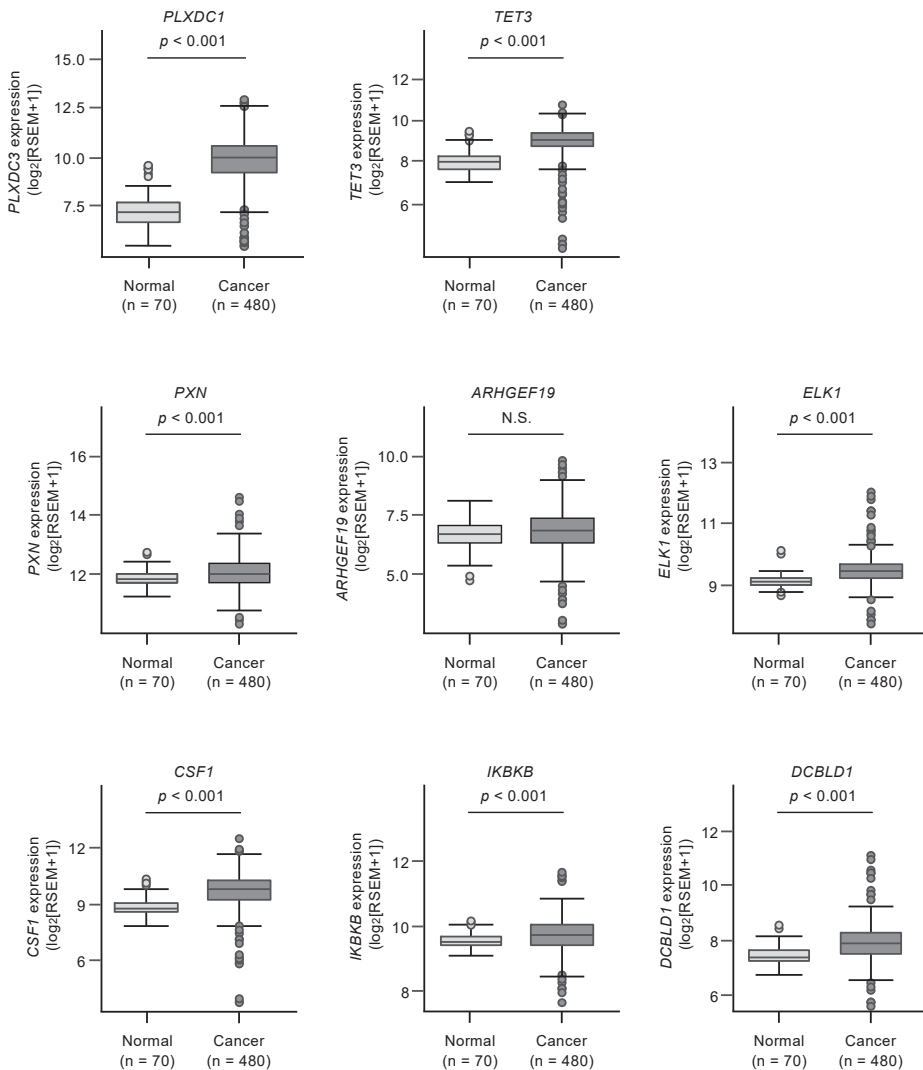 PLXDC1
p < 0.001
PLXDC3 expression
(log2[RSEM+1])
15.0
12.5
10.0
7.5
Normal
(n = 70)
Cancer
(n = 480)
TET3
p < 0.001
TET3 expression
(log2[RSEM+1])
12
10
8
6
Normal
(n = 70)
Cancer
(n = 480)
PXN
p < 0.001
PXN expression
(log2[RSEM+1])
16
14
12
Normal
(n = 70)
Cancer
(n = 480)
ARHGEF19
N.S.
ARHGEF19 expression
(log2[RSEM+1])
10.0
7.5
5.0
Normal
(n = 70)
Cancer
(n = 480)
ELK1
p < 0.001
ELK1 expression
(log2[RSEM+1])
13
11
9
Normal
(n = 70)
Cancer
(n = 480)
CSF1
p < 0.001
CSF1 expression
(log2[RSEM+1])
12
9
6
Normal
(n = 70)
Cancer
(n = 480)
IKBKB
p < 0.001
IKBKB expression
(log2[RSEM+1])
12
10
8
Normal
(n = 70)
Cancer
(n = 480)
DCBLD1
p < 0.001
DCBLD1 expression
(log2[RSEM+1])
12
10
8
6
Normal
(n = 70)
Cancer
(n = 480)